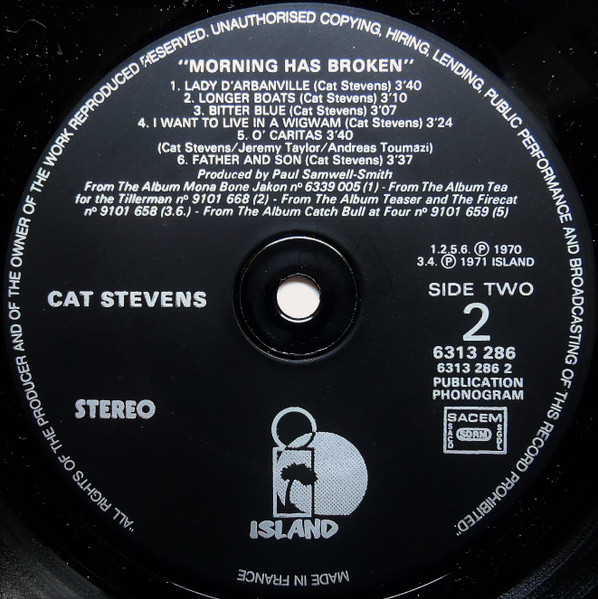 "ALL RIGHTS OF THE PRODUCER AND OF THE OWNER OF THE WORK REPRODUCED RESERVED. UNAUTHORISED COPYING, HIRING, LENDING, PUBLIC PERFORMANCE AND BROADCASTING OF THIS RECORD PROHIBITED."
"MORNING HAS BROKEN"
1. LADY D'ARBANVILLE (Cat Stevens) 3'40
2. LONGER BOATS (Cat Stevens) 3'10
3. BITTER BLUE (Cat Stevens) 3'07
4. I WANT TO LIVE IN A WIGWAM (Cat Stevens) 3'24
5. O' CARITAS 3'40
(Cat Stevens/Jeremy Taylor/Andreas Toumazi)
6. FATHER AND SON (Cat Stevens) 3'37
Produced by Paul Samwell-Smith
From The Album Mona Bone Jakon nº 6339 005 (1) - From The Album Tea
for the Tillerman nº 9101 668 (2) - From The Album Teaser and The Firecat
nº 9101 658 (3.6.) - From The Album Catch Bull at Four nº 9101 659 (5)
1.2.5.6. ℗ 1970
3.4. ℗ 1971 ISLAND
CAT STEVENS
SIDE TWO
2
6313 286
6313 286 2
PUBLICATION
PHONOGRAM
STEREO
SACEM
SACD
SDRM
SGDL
ISLAND
MADE IN FRANCE